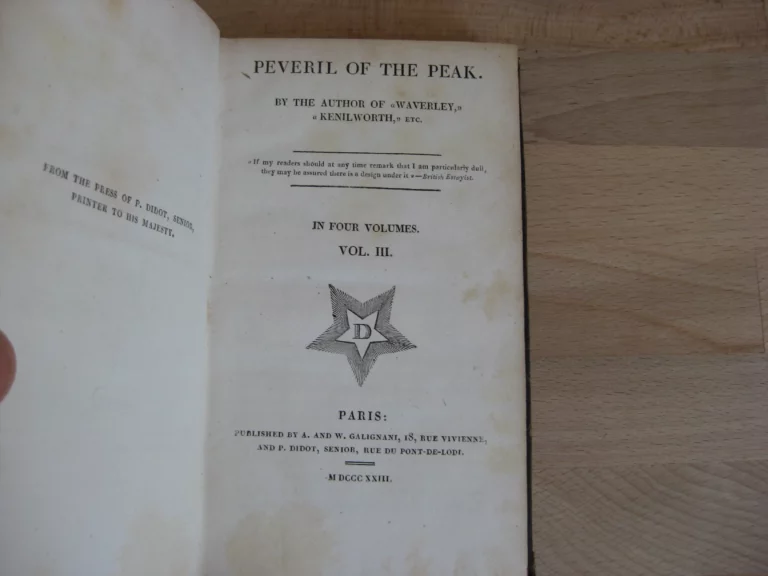 FROM THE PRESS OF P. DIDOT, SENIOR,
PRINTER TO HIS MAJESTY.
PEVERIL OF THE PEAK.
BY THE AUTHOR OF «WAVERLEY,»
«KENILWORTH,» ETC.
«If my readers should at any time remark that I am particularly dull,
they may be assured there is a design under it.»—British Essayist.
IN FOUR VOLUMES.
VOL. III.
D
PARIS:
PUBLISHED BY A. AND W. GALIGNANI, 18, RUE VIVIENNE,
AND P. DIDOT, SENIOR, RUE DU PONT-DE-LODI.
M DCCC XXIII.